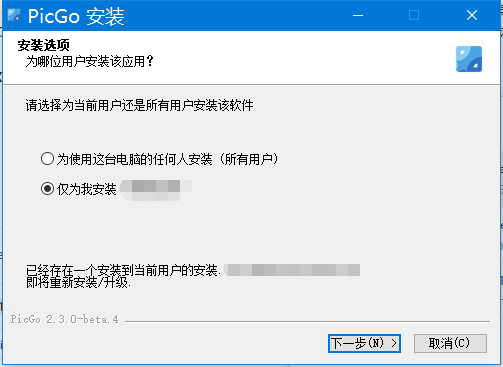 PicGo 安装
安装选项
为哪位用户安装该应用？
请选择为当前用户还是所有用户安装该软件
为使用这台电脑的任何人安装（所有用户）
仅为我安装
已经存在一个安装到当前用户的安装.
即将重新安装/升级.
PicGo 2.3.0-beta.4
下一步(N) >
取消(C)